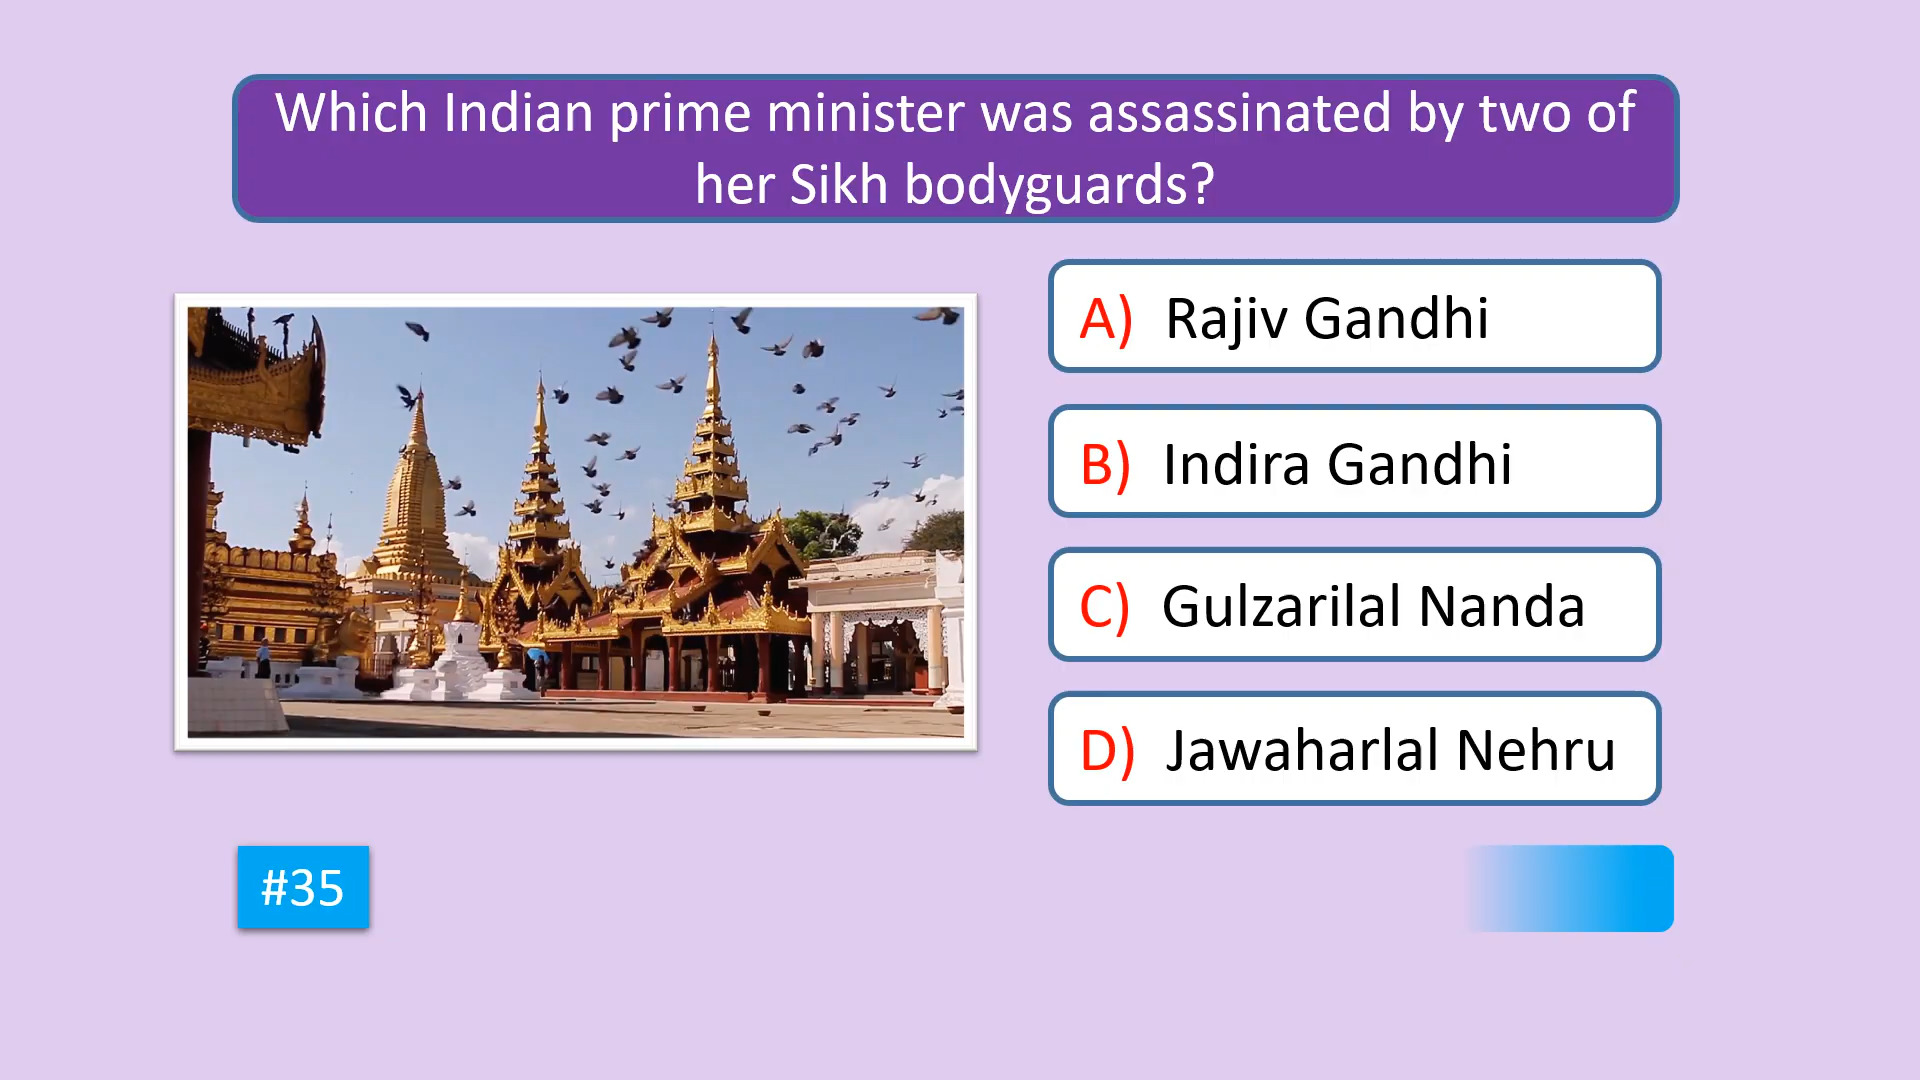 Which Indian prime minister was assassinated by two of
her Sikh bodyguards?
A) Rajiv Gandhi
B) Indira Gandhi
C) Gulzarilal Nanda
D) Jawaharlal Nehru
#35